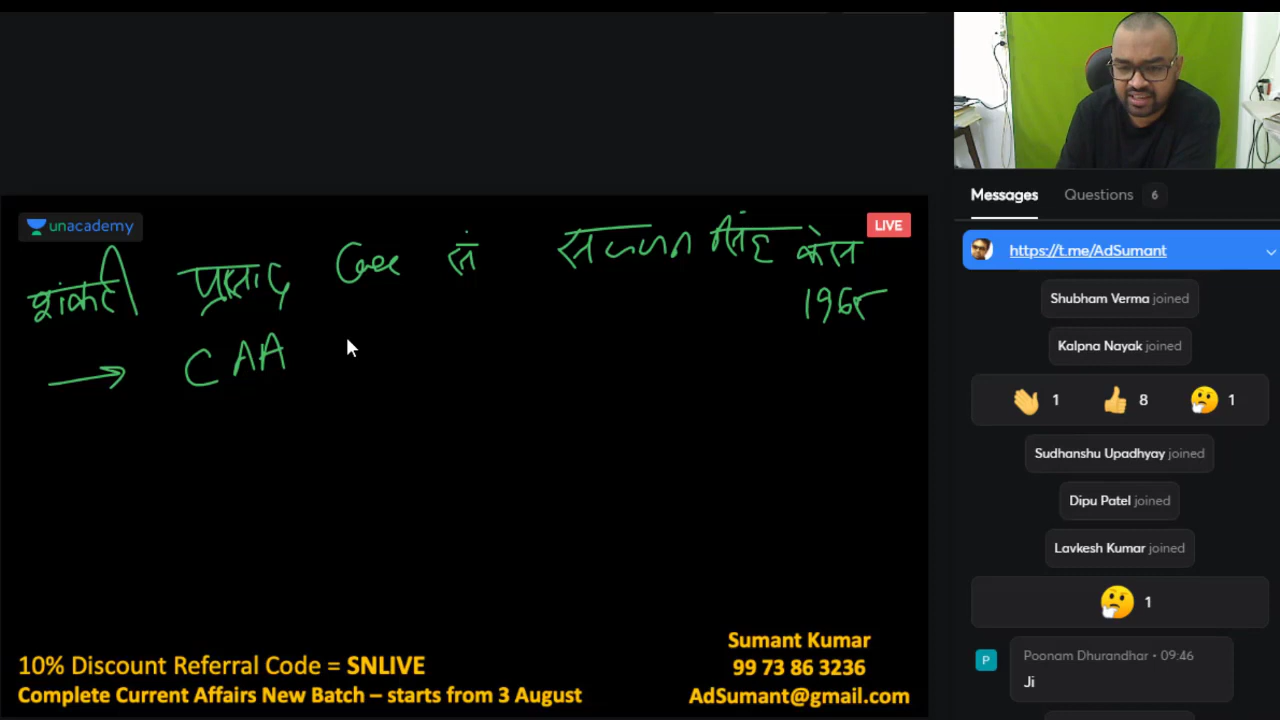 unacademy
LIVE
शंकरी प्रसाद Case से सज्जन सिंह केस
1965
→ CAA
10% Discount Referral Code = SNLIVE
Complete Current Affairs New Batch – starts from 3 August
Sumant Kumar
99 73 86 3236
AdSumant@gmail.com
Messages Questions 6
https://t.me/AdSumant
Shubham Verma joined
Kalpna Nayak joined
👏 1 👍 8 🤔 1
Sudhanshu Upadhyay joined
Dipu Patel joined
Lavkesh Kumar joined
🤔 1
P
Poonam Dhurandhar • 09:46
Ji